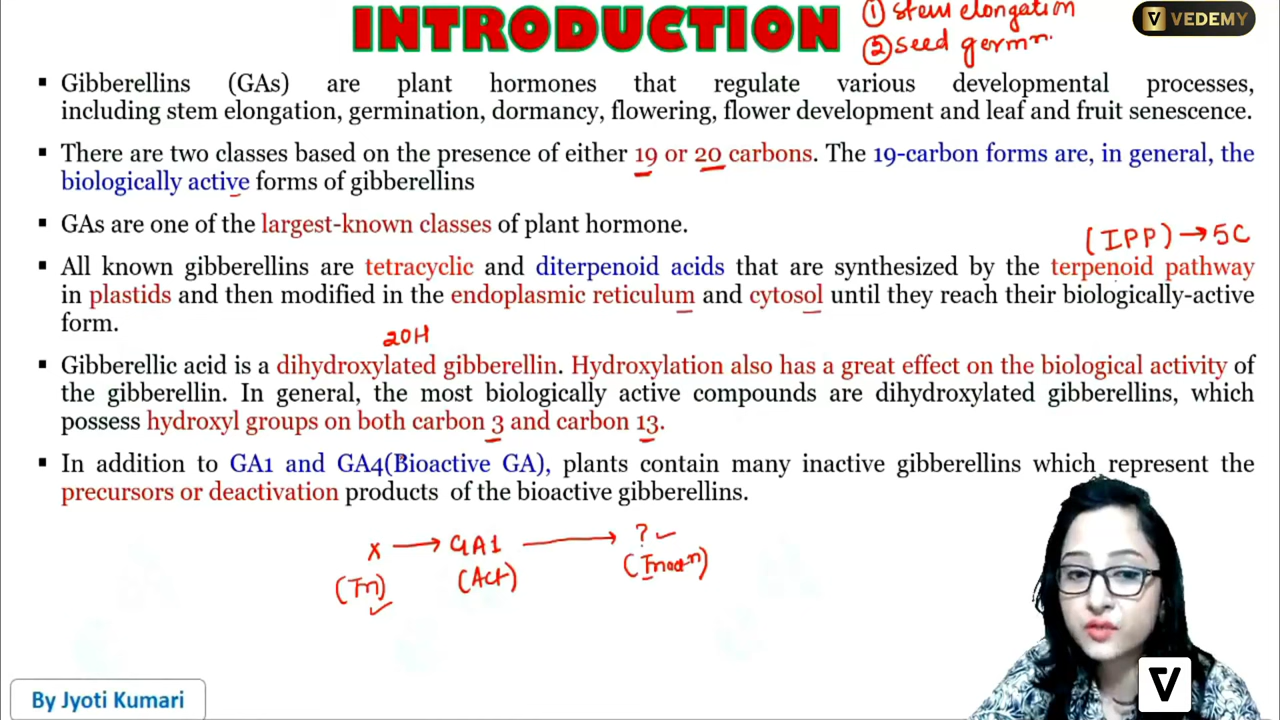 ① stem elongation
INTRODUCTION
② seed germⁿ.
VEDEMY
▪ Gibberellins (GAs) are plant hormones that regulate various developmental processes,
including stem elongation, germination, dormancy, flowering, flower development and leaf and fruit senescence.
▪ There are two classes based on the presence of either 19 or 20 carbons. The 19-carbon forms are, in general, the
biologically active forms of gibberellins
▪ GAs are one of the largest-known classes of plant hormone.
(IPP) → 5C
▪ All known gibberellins are tetracyclic and diterpenoid acids that are synthesized by the terpenoid pathway
in plastids and then modified in the endoplasmic reticulum and cytosol until they reach their biologically-active
form.
2OH
▪ Gibberellic acid is a dihydroxylated gibberellin. Hydroxylation also has a great effect on the biological activity of
the gibberellin. In general, the most biologically active compounds are dihydroxylated gibberellins, which
possess hydroxyl groups on both carbon 3 and carbon 13.
▪ In addition to GA1 and GA4(Bioactive GA), plants contain many inactive gibberellins which represent the
precursors or deactivation products of the bioactive gibberellins.
x → GA1 → ? ✓
(In) (Act) (Inactⁿ)
✓
By Jyoti Kumari
V